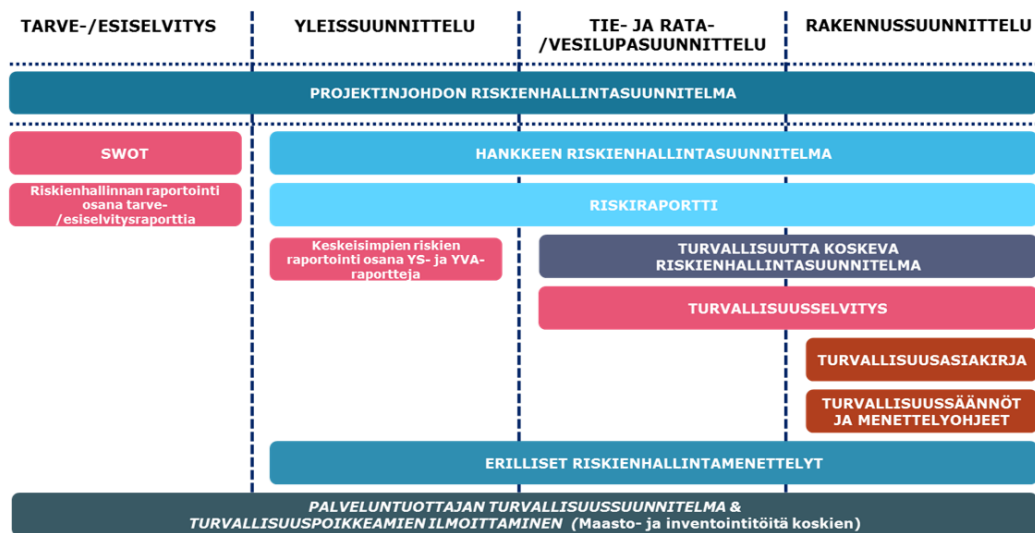 TARVE-/ESISELVITYS
YLEISSUUNNITTELU
TIE- JA RATA-
/VESILUPASUUNNITTELU
RAKENNUSSUUNNITTELU
PROJEKTINJOHDON RISKIENHALLINTASUUNNITELMA
SWOT
HANKKEEN RISKIENHALLINTASUUNNITELMA
Riskienhallinnan raportointi
osana tarve-
/esiselvitysraporttia
RISKIRAPORTTI
Keskeisimpien riskien
raportointi osana YS- ja YVA-
raportteja
TURVALLISUUTTA KOSKEVA
RISKIENHALLINTASUUNNITELMA
TURVALLISUUSSELVITYS
TURVALLISUUSASIAKIRJA
TURVALLISUUSSÄÄNNÖT
JA MENETTELYOHJEET
ERILLISET RISKIENHALLINTAMENETTELYT
PALVELUNTUOTTAJAN TURVALLISUUSSUUNNITELMA &
TURVALLISUUSPOIKKEAMIEN ILMOITTAMINEN (Maasto- ja inventointitöitä koskien)